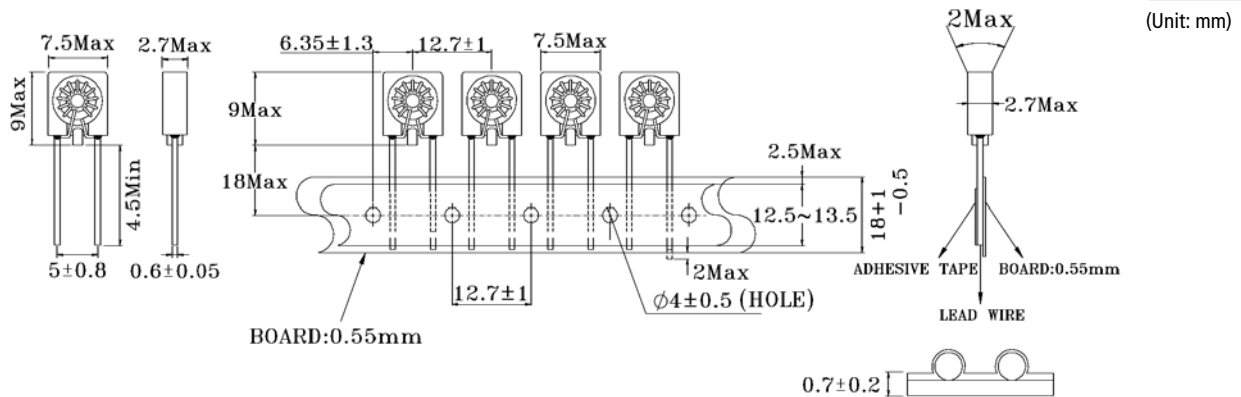 (Unit: mm)
7.5Max
2.7Max
6.35±1.3
12.7±1
7.5Max
2Max
9Max
9Max
2.7Max
18Max
4.5Min
2.5Max
12.5~13.5
18+1
-0.5
5±0.8
0.6±0.05
12.7±1
2Max
φ4±0.5 (HOLE)
ADHESIVE TAPE
BOARD:0.55mm
LEAD WIRE
BOARD:0.55mm
0.7±0.2